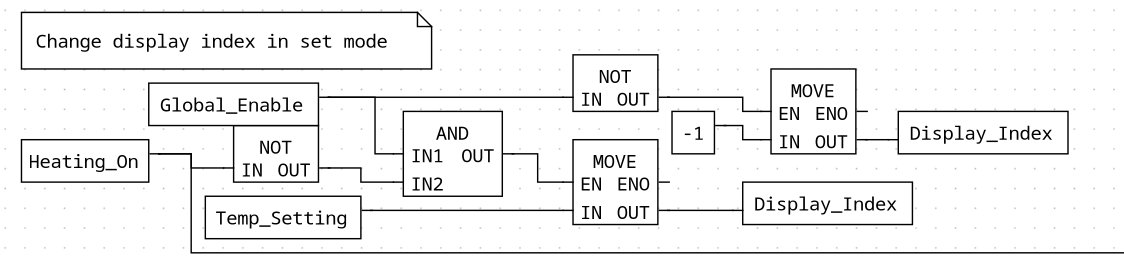 Change display index in set mode
NOT
IN OUT
MOVE
EN ENO
IN OUT
Global_Enable
-1
Display_Index
AND
IN1 OUT
IN2
NOT
IN OUT
Heating_On
MOVE
EN ENO
IN OUT
Temp_Setting
Display_Index